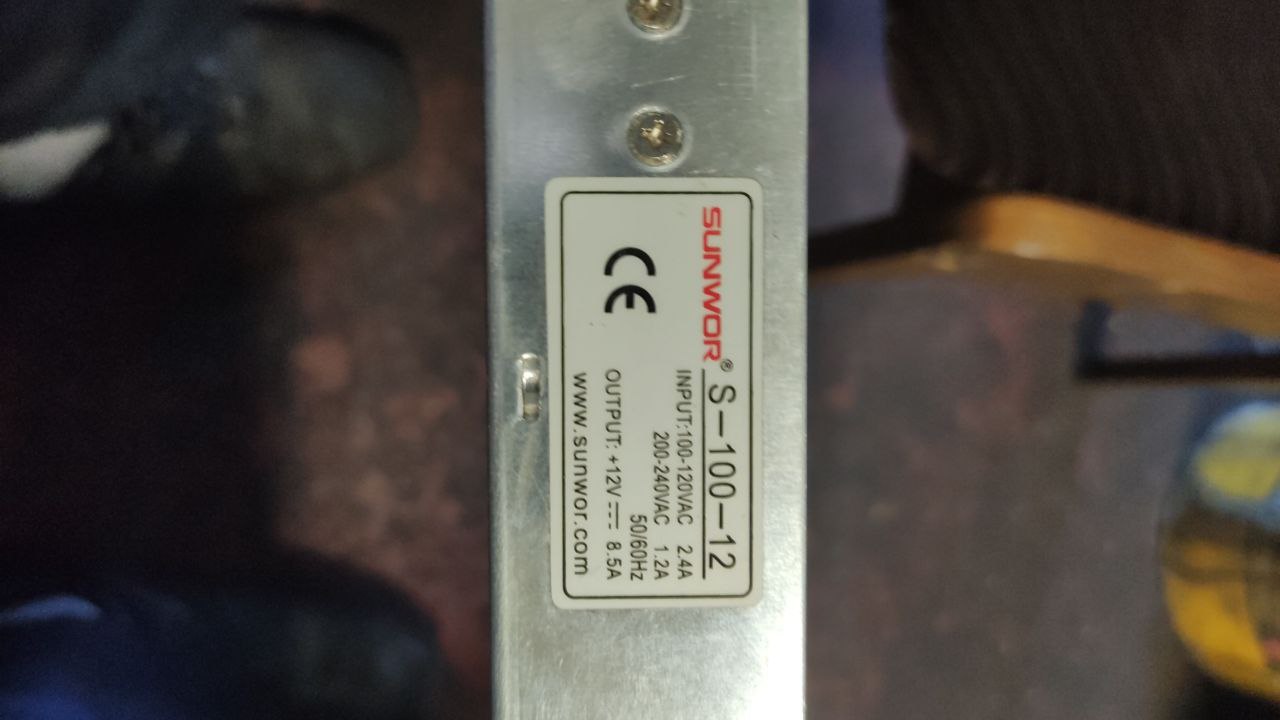 SUNWOR® S-100-12
INPUT:100-120VAC 2.4A
200-240VAC 1.2A
50/60Hz
OUTPUT: +12V⎓ 8.5A
www.sunwor.com
CE